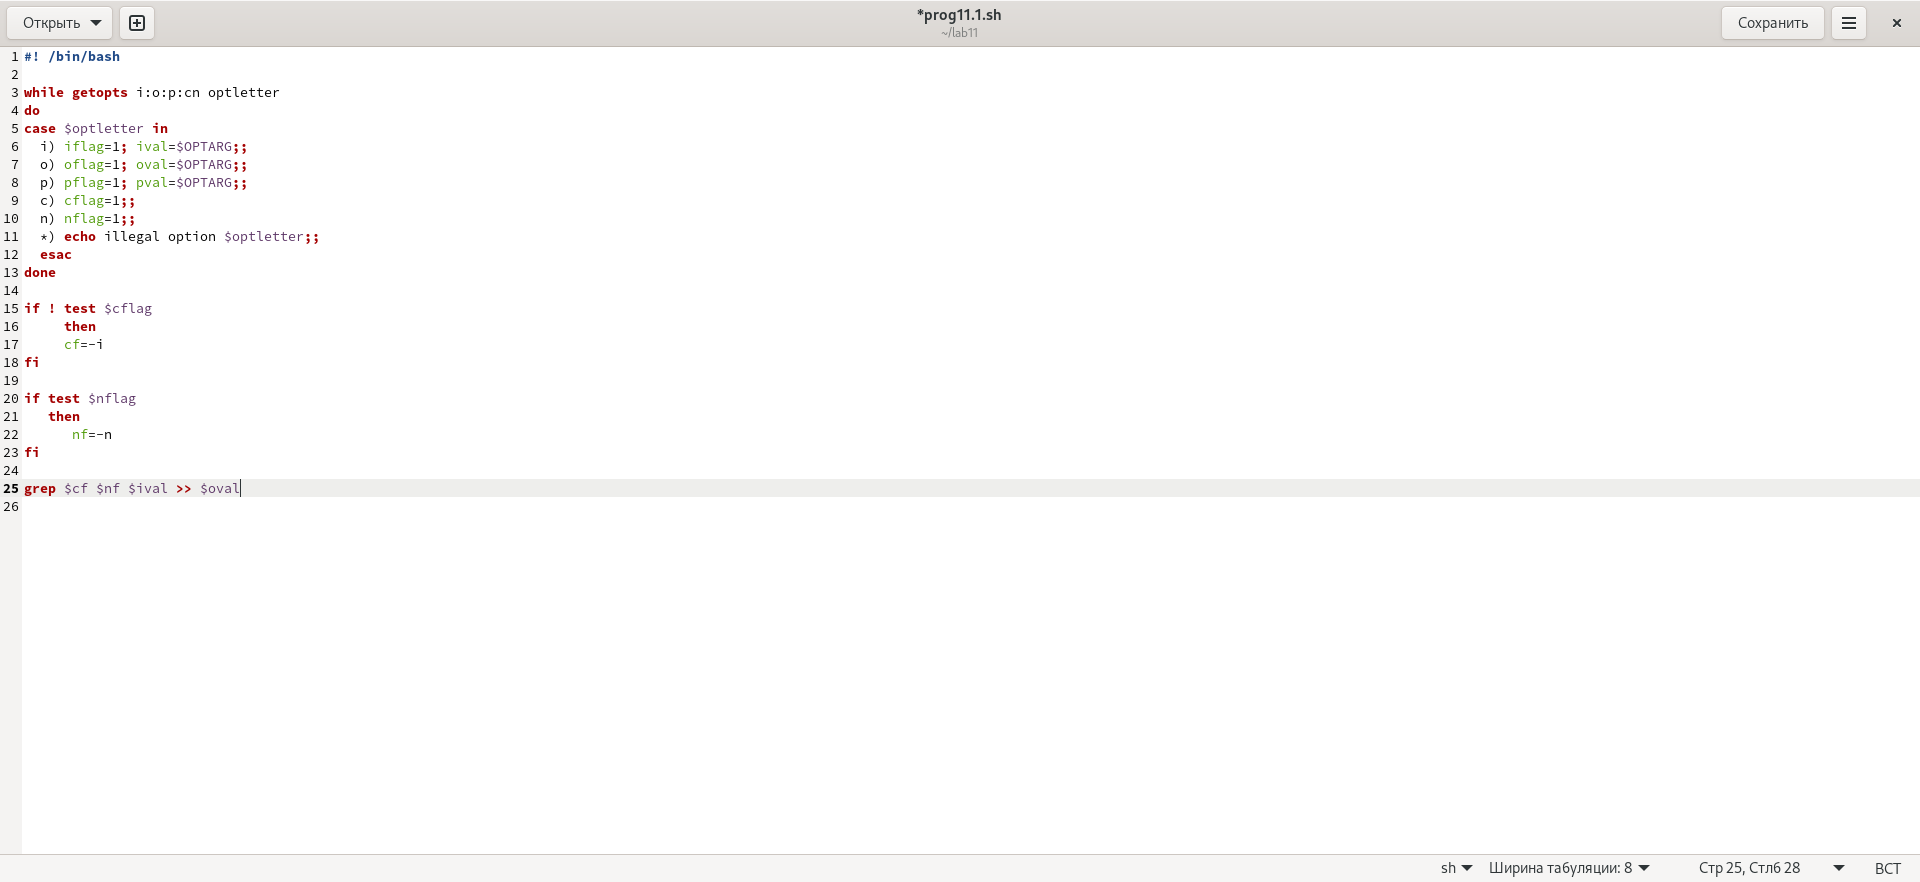 Открыть
*prog11.1.sh
~/lab11
Сохранить
1 #! /bin/bash
2
3 while getopts i:o:p:cn optletter
4 do
5 case $optletter in
6   i) iflag=1; ival=$OPTARG;;
7   o) oflag=1; oval=$OPTARG;;
8   p) pflag=1; pval=$OPTARG;;
9   c) cflag=1;;
10   n) nflag=1;;
11   *) echo illegal option $optletter;;
12   esac
13 done
14
15 if ! test $cflag
16      then
17      cf=-i
18 fi
19
20 if test $nflag
21    then
22       nf=-n
23 fi
24
25 grep $cf $nf $ival >> $oval
26
sh Ширина табуляции: 8 Стр 25, Стлб 28 ВСТ